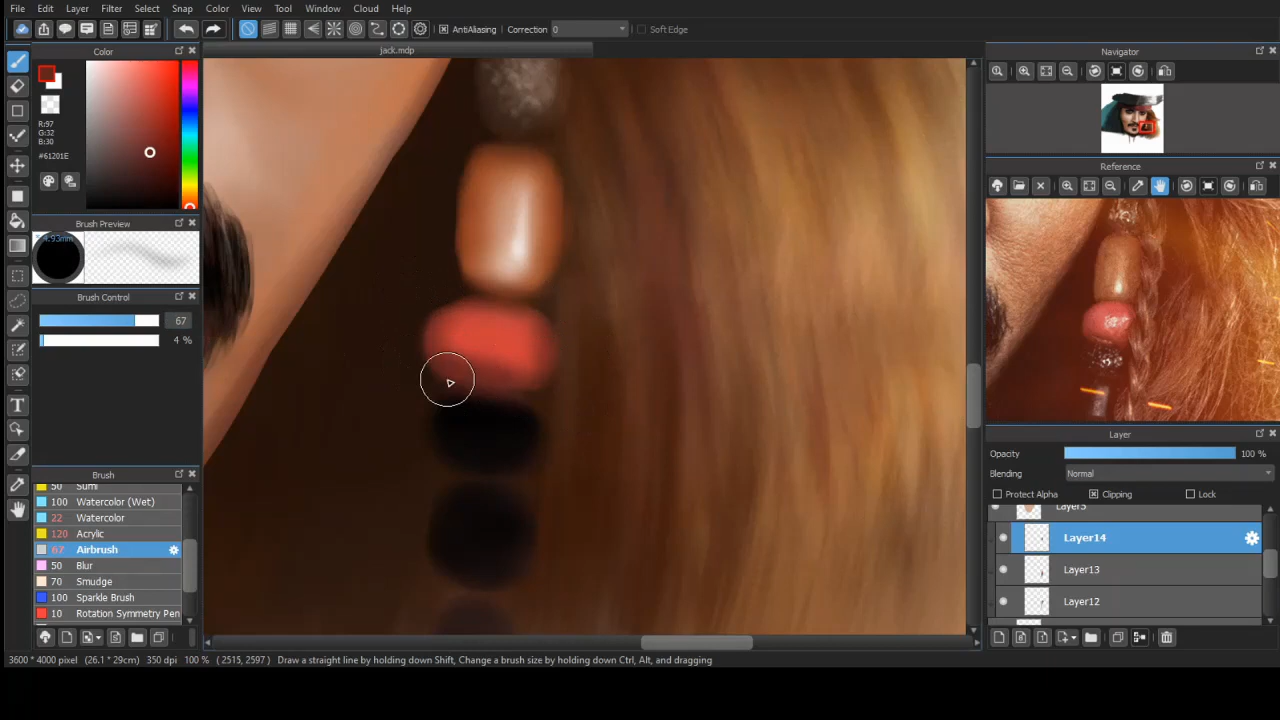 File Edit Layer Filter Select Snap Color View Tool Window Cloud Help
AntiAliasing Correction 0 Soft Edge
jack.mdp
Color
R:97
G:32
B:30
#61201E
Brush Preview
4.93mm
Brush Control
67
4 %
Brush
50 Sumi
100 Watercolor (Wet)
22 Watercolor
120 Acrylic
67 Airbrush
50 Blur
70 Smudge
100 Sparkle Brush
10 Rotation Symmetry Pen
Navigator
Reference
Layer
Opacity 100 %
Blending Normal
Protect Alpha Clipping Lock
Layer5
Layer14
Layer13
Layer12
3600 * 4000 pixel (26.1 * 29cm) 350 dpi 100 % ( 2515, 2597 ) Draw a straight line by holding down Shift, Change a brush size by holding down Ctrl, Alt, and dragging